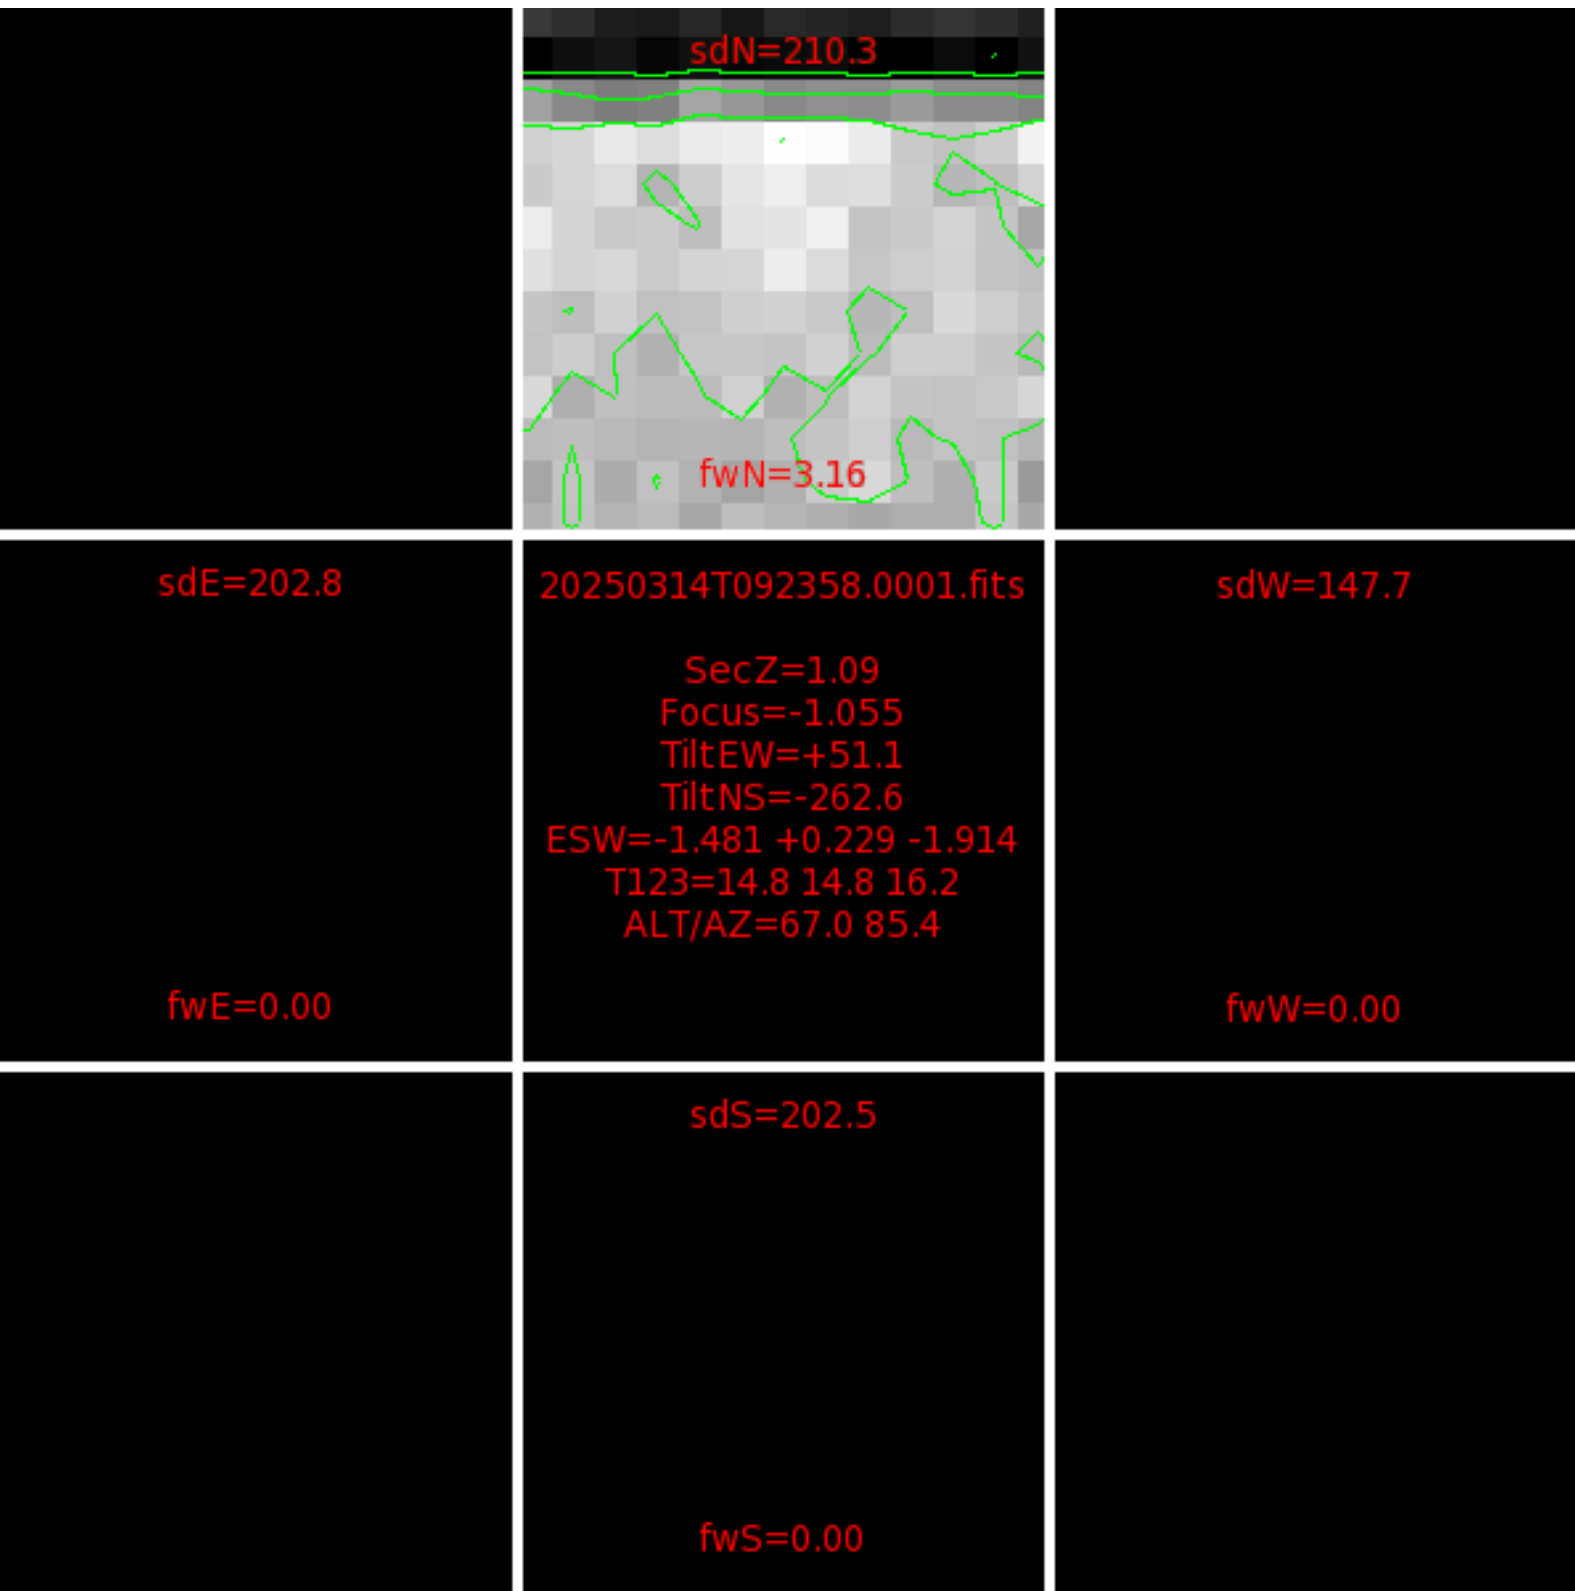 sdN=210.3
fwN=3.16
sdE=202.8
20250314T092358.0001.fits
sdW=147.7
SecZ=1.09
Focus=-1.055
TiltEW=+51.1
TiltNS=-262.6
ESW=-1.481 +0.229 -1.914
T123=14.8 14.8 16.2
ALT/AZ=67.0 85.4
fwE=0.00
fwW=0.00
sdS=202.5
fwS=0.00